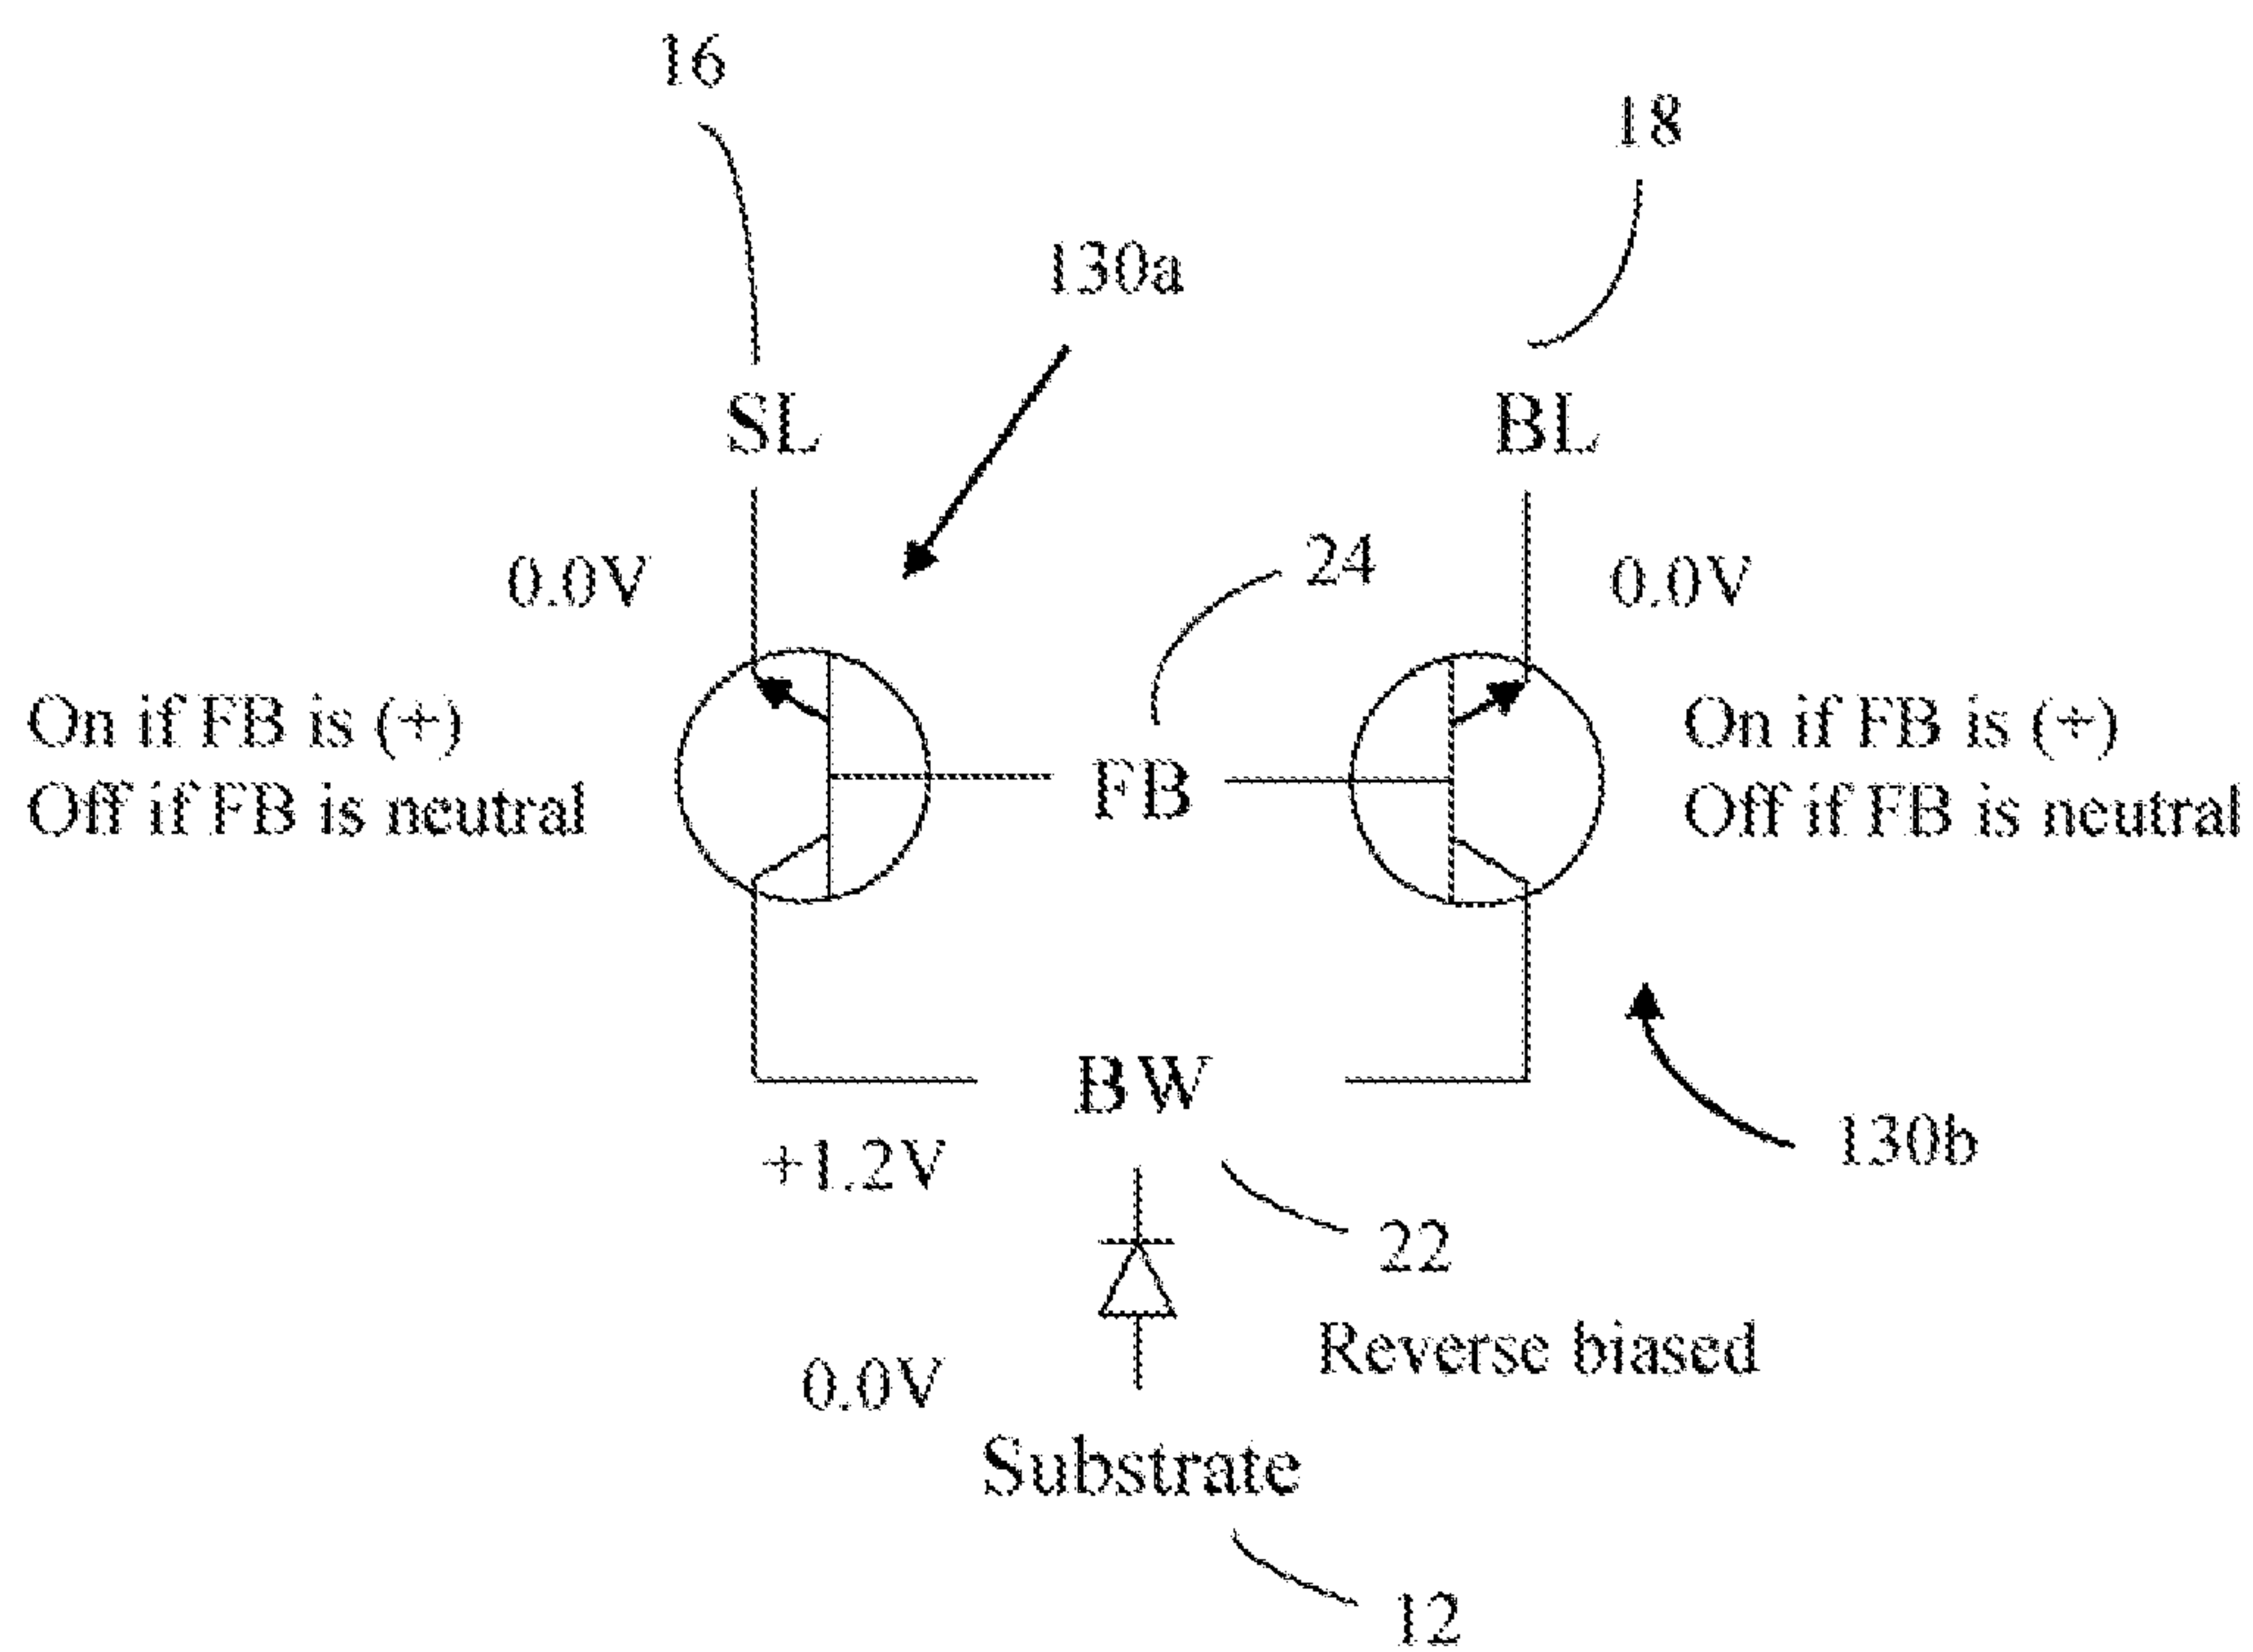 16
18
130a
SL
BL
0.0V
24
0.0V
On if FB is (+)
Off if FB is neutral
FB
On if FB is (+)
Off if FB is neutral
BW
+1.2V
130b
22
Reverse biased
0.0V
Substrate
12